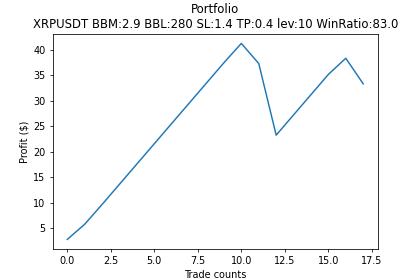 Portfolio
XRPUSDT BBM:2.9 BBL:280 SL:1.4 TP:0.4 lev:10 WinRatio:83.0
40
35
30
25
20
15
10
5
Profit ($)
0.0 2.5 5.0 7.5 10.0 12.5 15.0 17.5
Trade counts